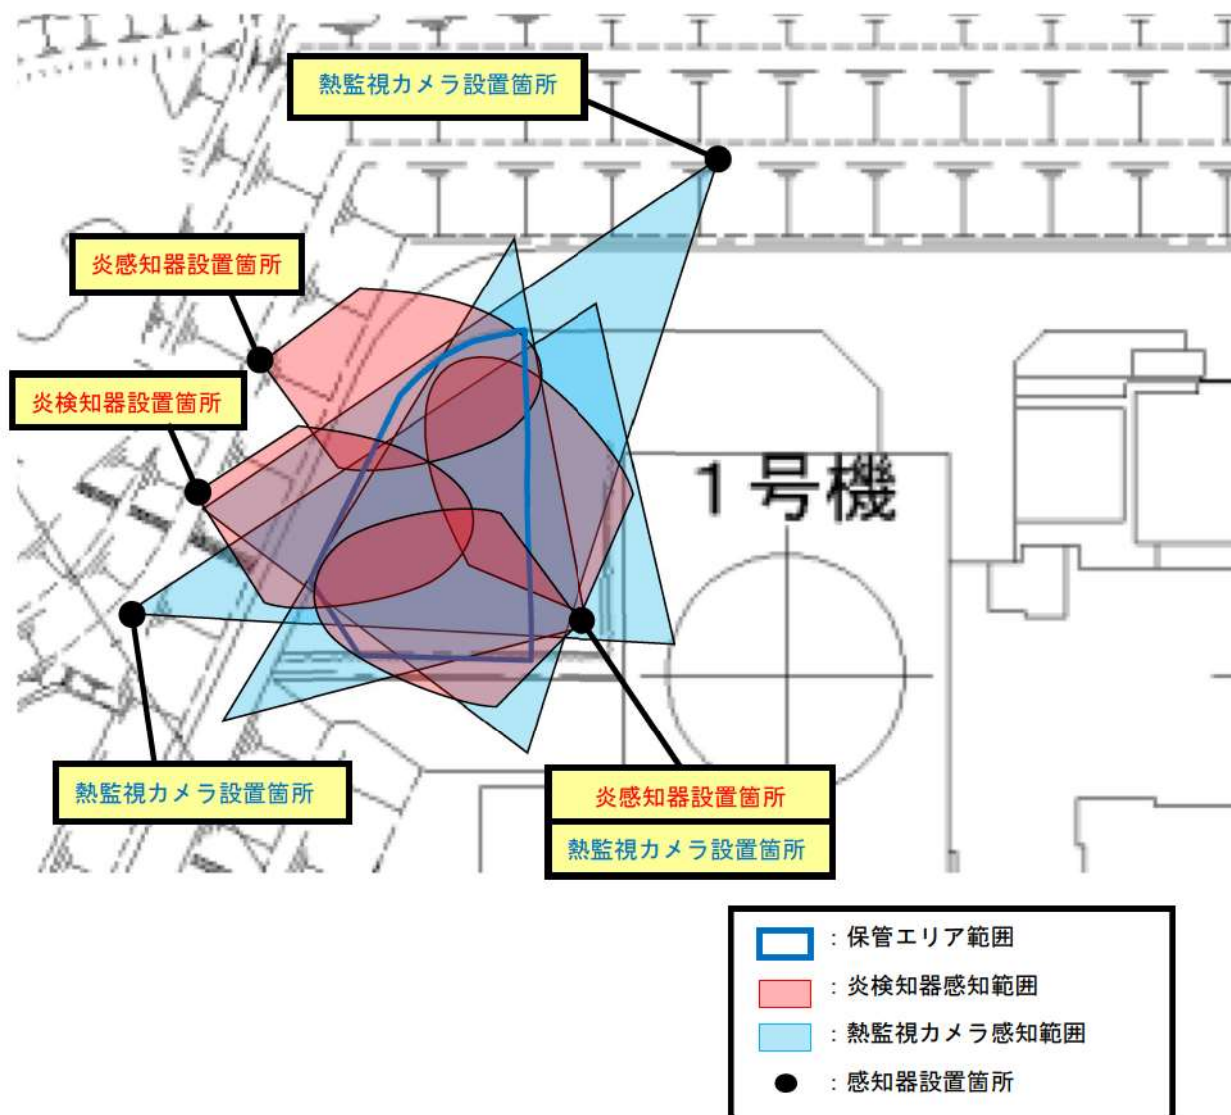 熱監視カメラ設置箇所
炎感知器設置箇所
炎検知器設置箇所
1号機
熱監視カメラ設置箇所
炎感知器設置箇所
熱監視カメラ設置箇所
：保管エリア範囲
：炎検知器感知範囲
：熱監視カメラ感知範囲
：感知器設置箇所